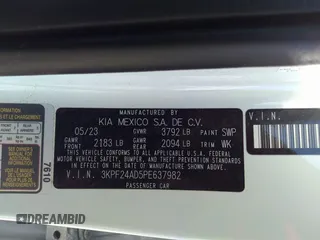 MANUFACTURED BY
KIA MEXICO S.A. DE C.V.
05/23 GVWR 3792 LB PAINT SWP
GAWR FRONT 2183 LB GAWR REAR 2094 LB TRIM WK
THIS VEHICLE CONFORMS TO ALL APPLICABLE
U.S. FEDERAL MOTOR VEHICLE SAFETY, BUMPER,
AND THEFT PREVENTION STANDARDS IN EFFECT ON
THE DATE OF MANUFACTURE SHOWN ABOVE.
V.I.N. 3KPF24AD5PE637982
PASSENGER CAR
7610
INFORMATION
V.I.N.
DREAMBID